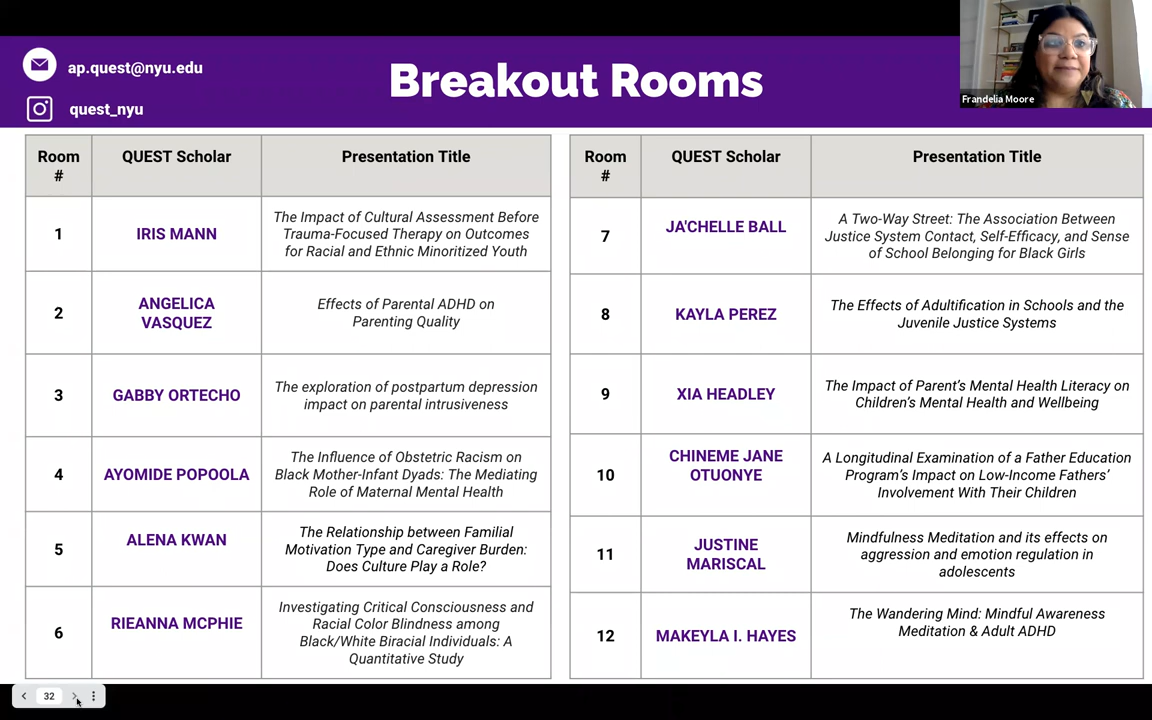 ap.quest@nyu.edu
quest_nyu
Breakout Rooms
Frandelia Moore
Room
#
QUEST Scholar
Presentation Title
1
IRIS MANN
The Impact of Cultural Assessment Before
Trauma-Focused Therapy on Outcomes
for Racial and Ethnic Minoritized Youth
2
ANGELICA
VASQUEZ
Effects of Parental ADHD on
Parenting Quality
3
GABBY ORTECHO
The exploration of postpartum depression
impact on parental intrusiveness
4
AYOMIDE POPOOLA
The Influence of Obstetric Racism on
Black Mother-Infant Dyads: The Mediating
Role of Maternal Mental Health
5
ALENA KWAN
The Relationship between Familial
Motivation Type and Caregiver Burden:
Does Culture Play a Role?
6
RIEANNA MCPHIE
Investigating Critical Consciousness and
Racial Color Blindness among
Black/White Biracial Individuals: A
Quantitative Study
Room
#
QUEST Scholar
Presentation Title
7
JA'CHELLE BALL
A Two-Way Street: The Association Between
Justice System Contact, Self-Efficacy, and Sense
of School Belonging for Black Girls
8
KAYLA PEREZ
The Effects of Adultification in Schools and the
Juvenile Justice Systems
9
XIA HEADLEY
The Impact of Parent's Mental Health Literacy on
Children's Mental Health and Wellbeing
10
CHINEME JANE
OTUONYE
A Longitudinal Examination of a Father Education
Program's Impact on Low-Income Fathers'
Involvement With Their Children
11
JUSTINE
MARISCAL
Mindfulness Meditation and its effects on
aggression and emotion regulation in
adolescents
12
MAKEYLA I. HAYES
The Wandering Mind: Mindful Awareness
Meditation & Adult ADHD
32